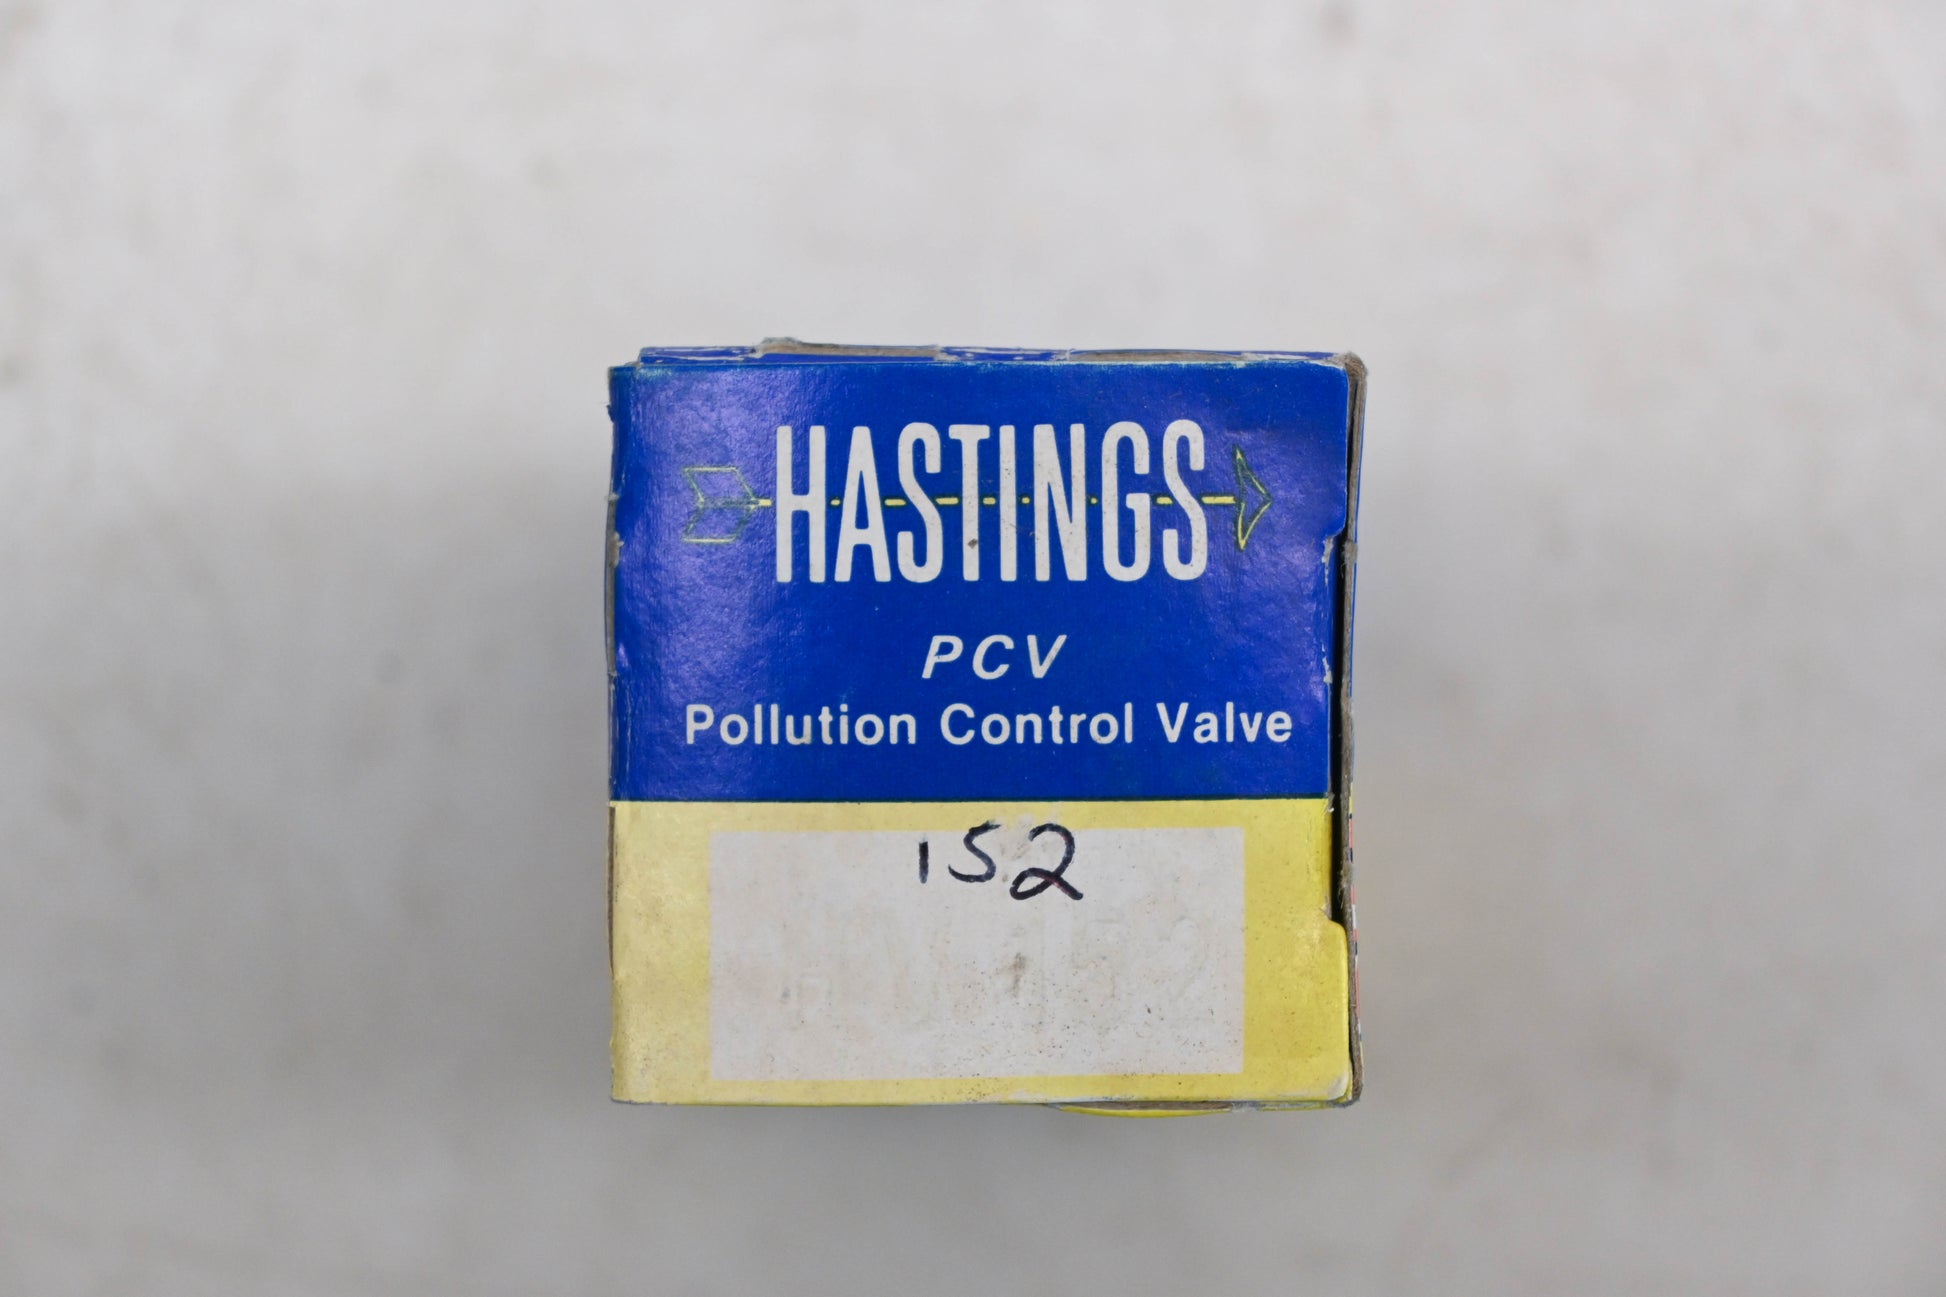 HASTINGS
PCV
Pollution Control Valve
152